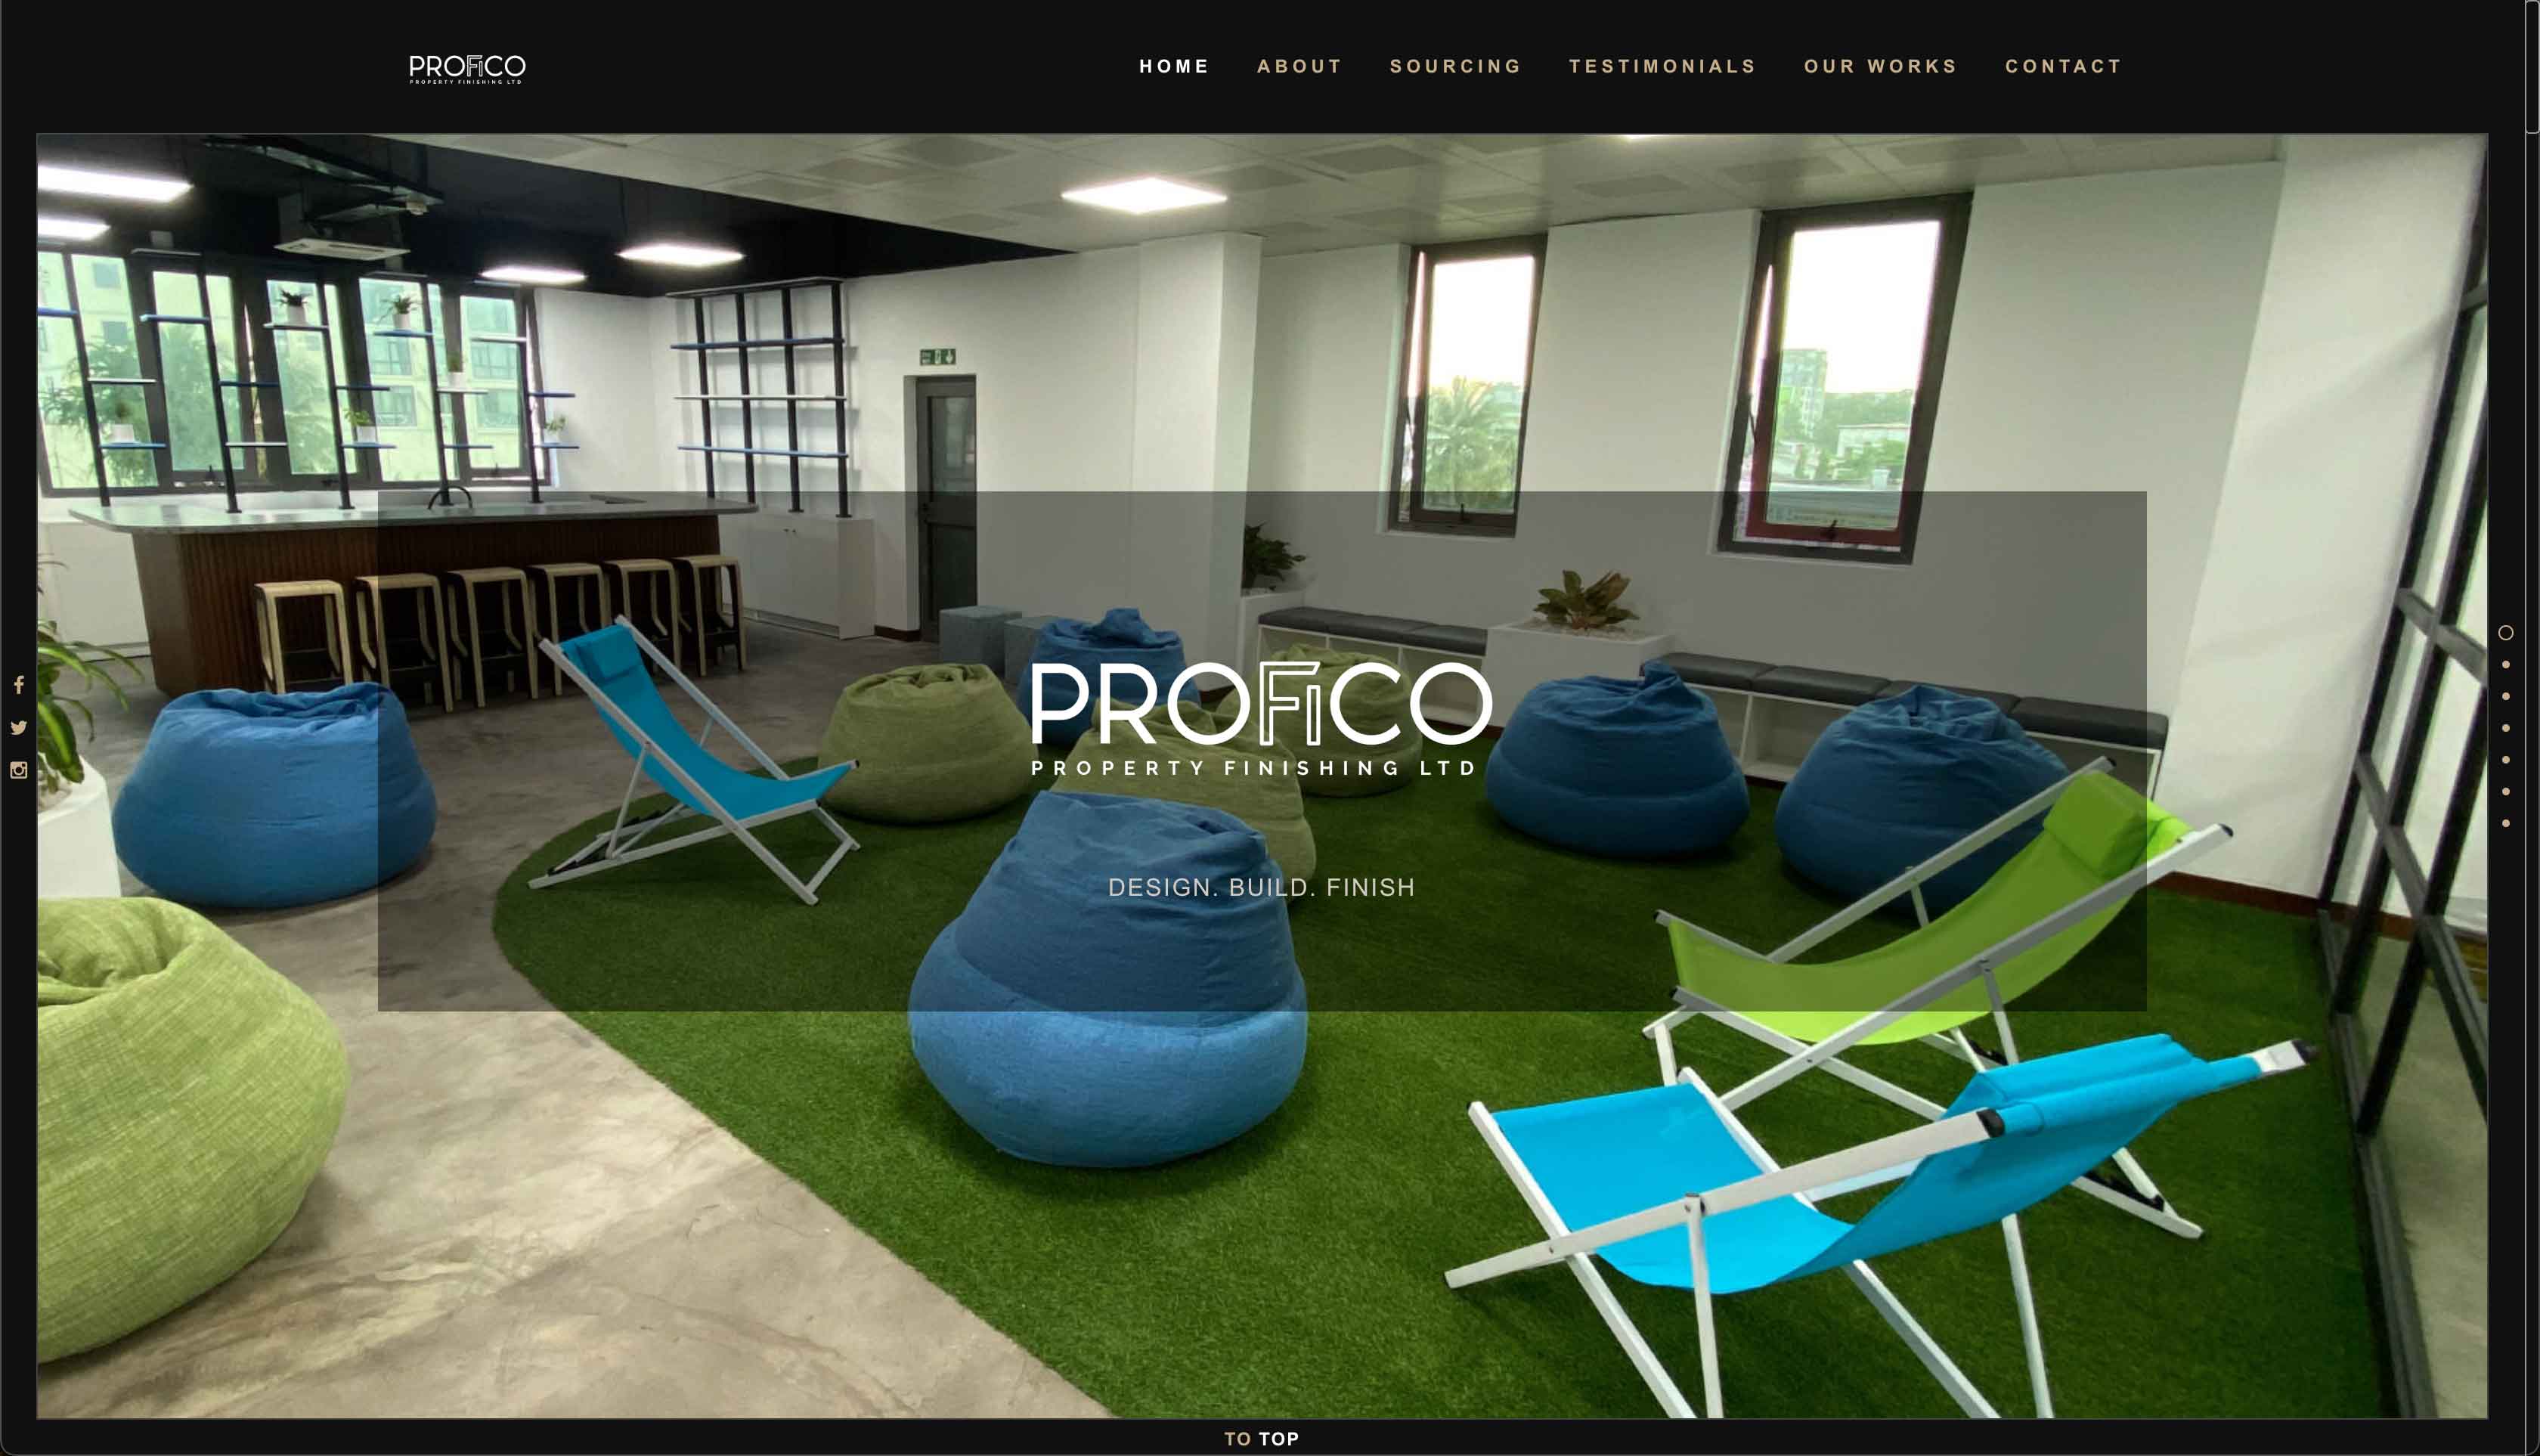 PROFiCO
PROPERTY FINISHING LTD
HOME ABOUT SOURCING TESTIMONIALS OUR WORKS CONTACT
PROFiCO
PROPERTY FINISHING LTD
DESIGN. BUILD. FINISH
TO TOP